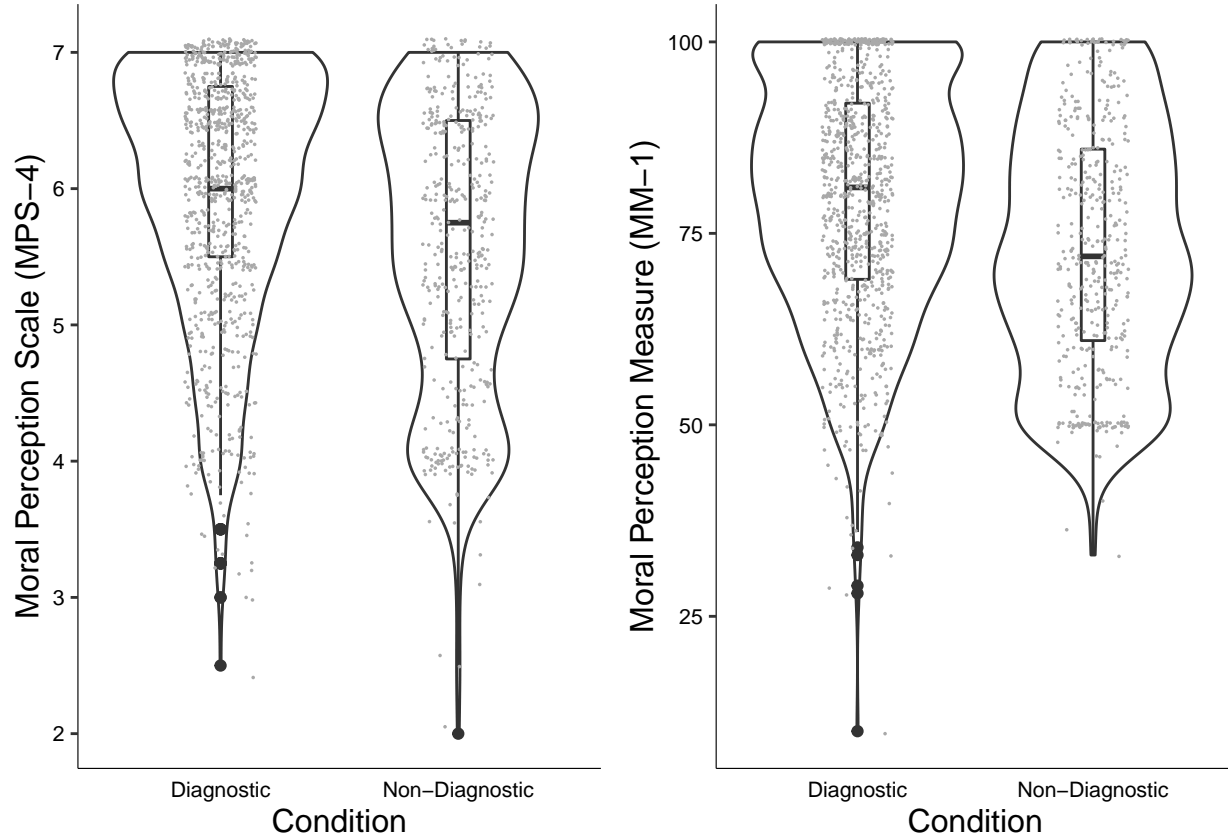 Moral Perception Scale (MPS−4)
7
6
5
4
3
2
Diagnostic
Non−Diagnostic
Condition
Moral Perception Measure (MM−1)
100
75
50
25
Diagnostic
Non−Diagnostic
Condition